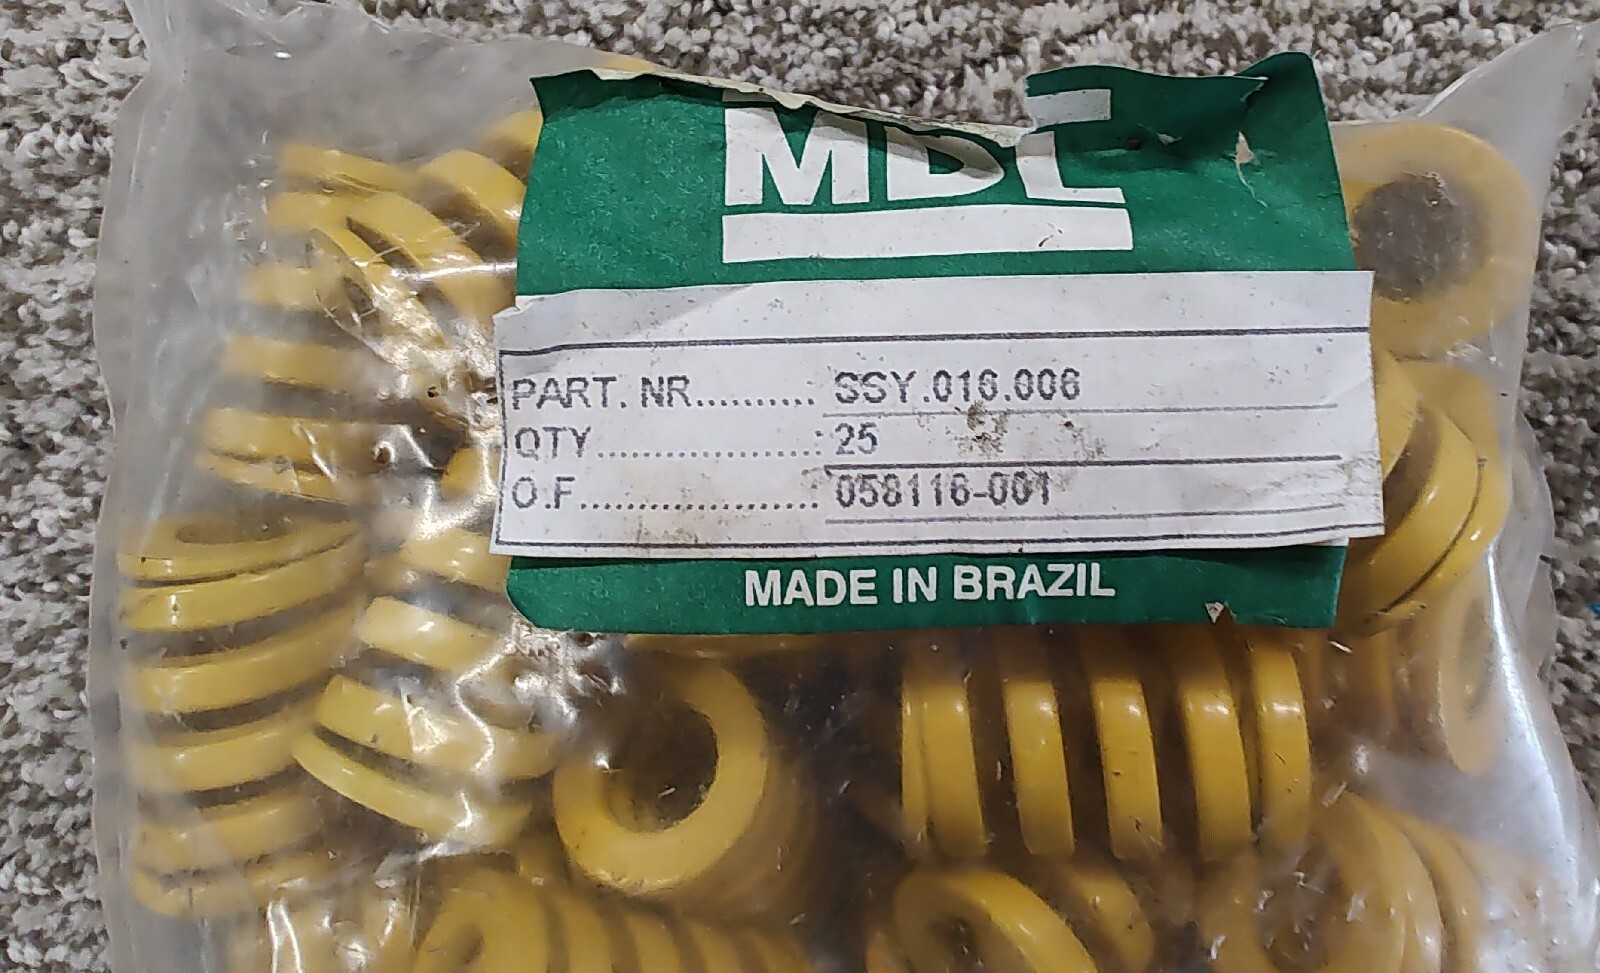 MDL
PART. NR.......... SSY.016.006
QTY...................: 25
O.F.................... 058116-001
MADE IN BRAZIL